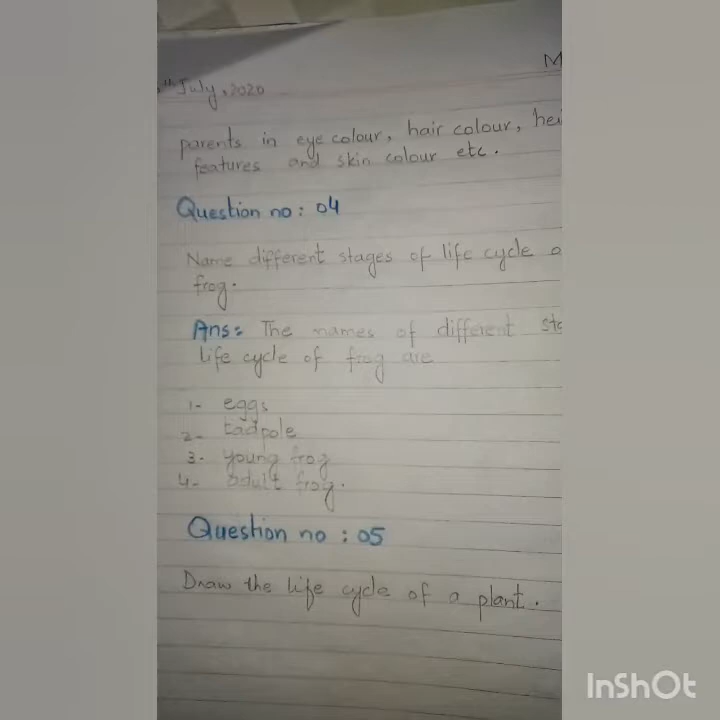 July, 2020
M
parents in eye colour, hair colour, hei
features and skin colour etc.
Question no: 04
Name different stages of life cycle o
frog.
Ans: The names of different sta
life cycle of frog are
1- eggs
2- tadpole
3- young frog
4- adult frog.
Question no : 05
Draw the life cycle of a plant.
InShOt